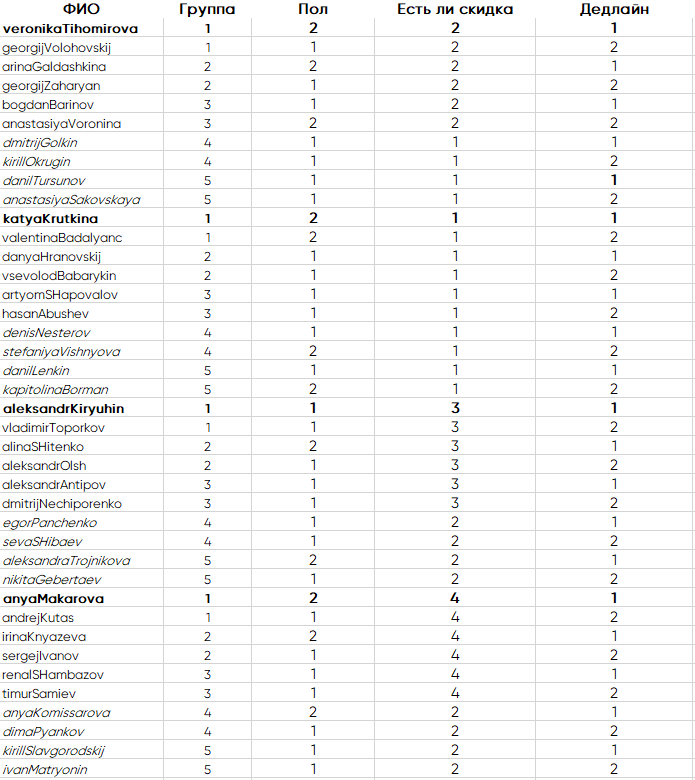 ФИО Группа Пол Есть ли скидка Дедлайн
veronikaTihomirova 1 2 2 1
georgijVolohovskij 1 1 2 2
arinaGaldashkina 2 2 2 1
georgijZaharyan 2 1 2 2
bogdanBarinov 3 1 2 1
anastasiyaVoronina 3 2 2 2
dmitrijGolkin 4 1 1 1
kirillOkrugin 4 1 1 2
danilTursunov 5 1 1 1
anastasiyaSakovskaya 5 1 1 2
katyaKrutkina 1 2 1 1
valentinaBadalyanc 1 2 1 2
danyaHranovskij 2 1 1 1
vsevolodBabarykin 2 1 1 2
artyomSHapovalov 3 1 1 1
hasanAbushev 3 1 1 2
denisNesterov 4 1 1 1
stefaniyaVishnyova 4 2 1 2
danilLenkin 5 1 1 1
kapitolinaBorman 5 2 1 2
aleksandrKiryuhin 1 1 3 1
vladimirToporkov 1 1 3 2
alinaSHitenko 2 2 3 1
aleksandrOlsh 2 1 3 2
aleksandrAntipov 3 1 3 1
dmitrijNechiporenko 3 1 3 2
egorPanchenko 4 1 2 1
sevaSHibaev 4 1 2 2
aleksandraTrojnikova 5 2 2 1
nikitaGebertaev 5 1 2 2
anyaMakarova 1 2 4 1
andrejKutas 1 1 4 2
irinaKnyazeva 2 2 4 1
sergejIvanov 2 1 4 2
renalSHambazov 3 1 4 1
timurSamiev 3 1 4 2
anyaKomissarova 4 2 2 1
dimaPyankov 4 1 2 2
kirillSlavgorodskij 5 1 2 1
ivanMatryonin 5 1 2 2